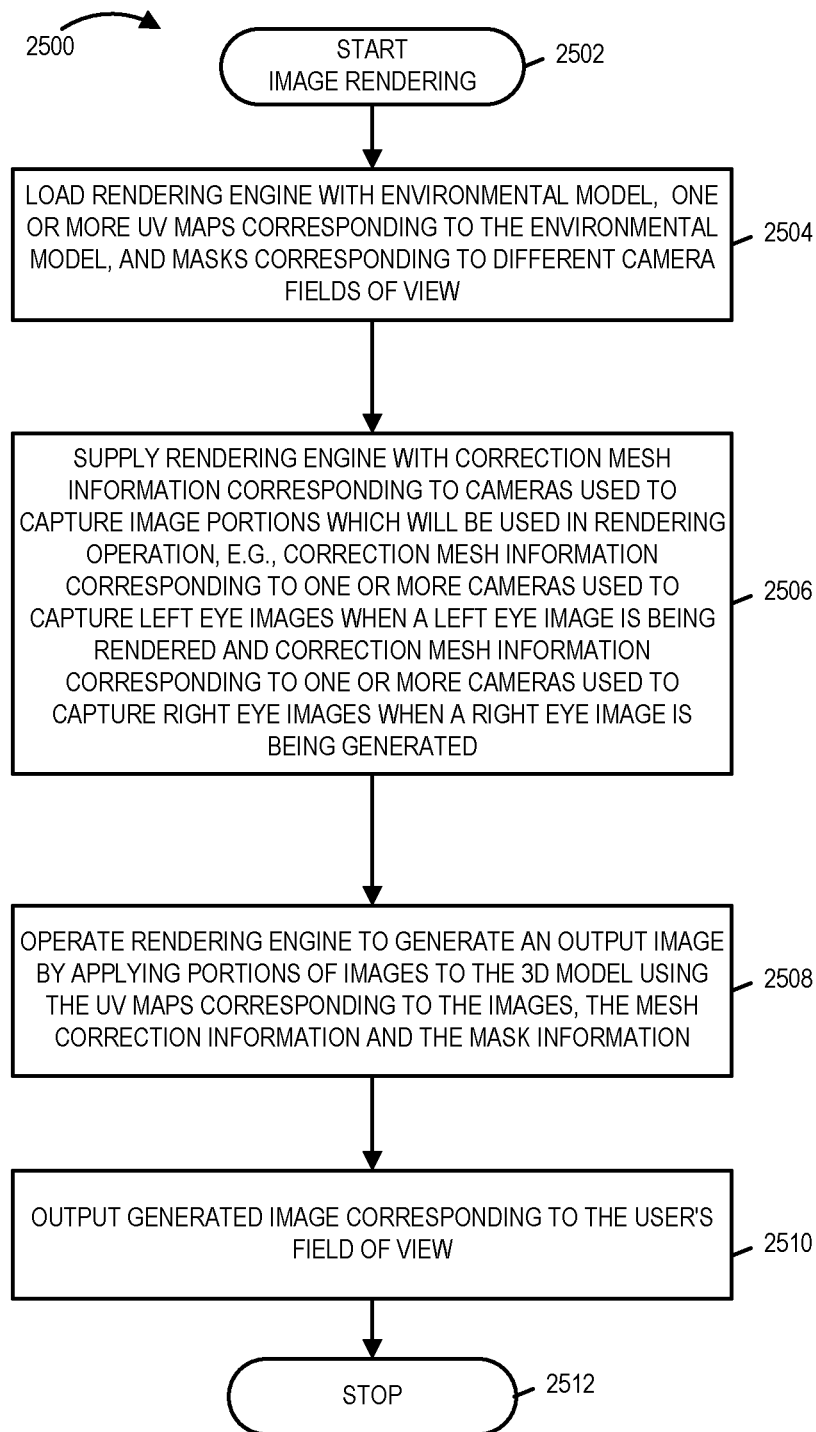 2500
START
IMAGE RENDERING
2502
LOAD RENDERING ENGINE WITH ENVIRONMENTAL MODEL, ONE
OR MORE UV MAPS CORRESPONDING TO THE ENVIRONMENTAL
MODEL, AND MASKS CORRESPONDING TO DIFFERENT CAMERA
FIELDS OF VIEW
2504
SUPPLY RENDERING ENGINE WITH CORRECTION MESH
INFORMATION CORRESPONDING TO CAMERAS USED TO
CAPTURE IMAGE PORTIONS WHICH WILL BE USED IN RENDERING
OPERATION, E.G., CORRECTION MESH INFORMATION
CORRESPONDING TO ONE OR MORE CAMERAS USED TO
CAPTURE LEFT EYE IMAGES WHEN A LEFT EYE IMAGE IS BEING
RENDERED AND CORRECTION MESH INFORMATION
CORRESPONDING TO ONE OR MORE CAMERAS USED TO
CAPTURE RIGHT EYE IMAGES WHEN A RIGHT EYE IMAGE IS
BEING GENERATED
2506
OPERATE RENDERING ENGINE TO GENERATE AN OUTPUT IMAGE
BY APPLYING PORTIONS OF IMAGES TO THE 3D MODEL USING
THE UV MAPS CORRESPONDING TO THE IMAGES, THE MESH
CORRECTION INFORMATION AND THE MASK INFORMATION
2508
OUTPUT GENERATED IMAGE CORRESPONDING TO THE USER'S
FIELD OF VIEW
2510
STOP
2512